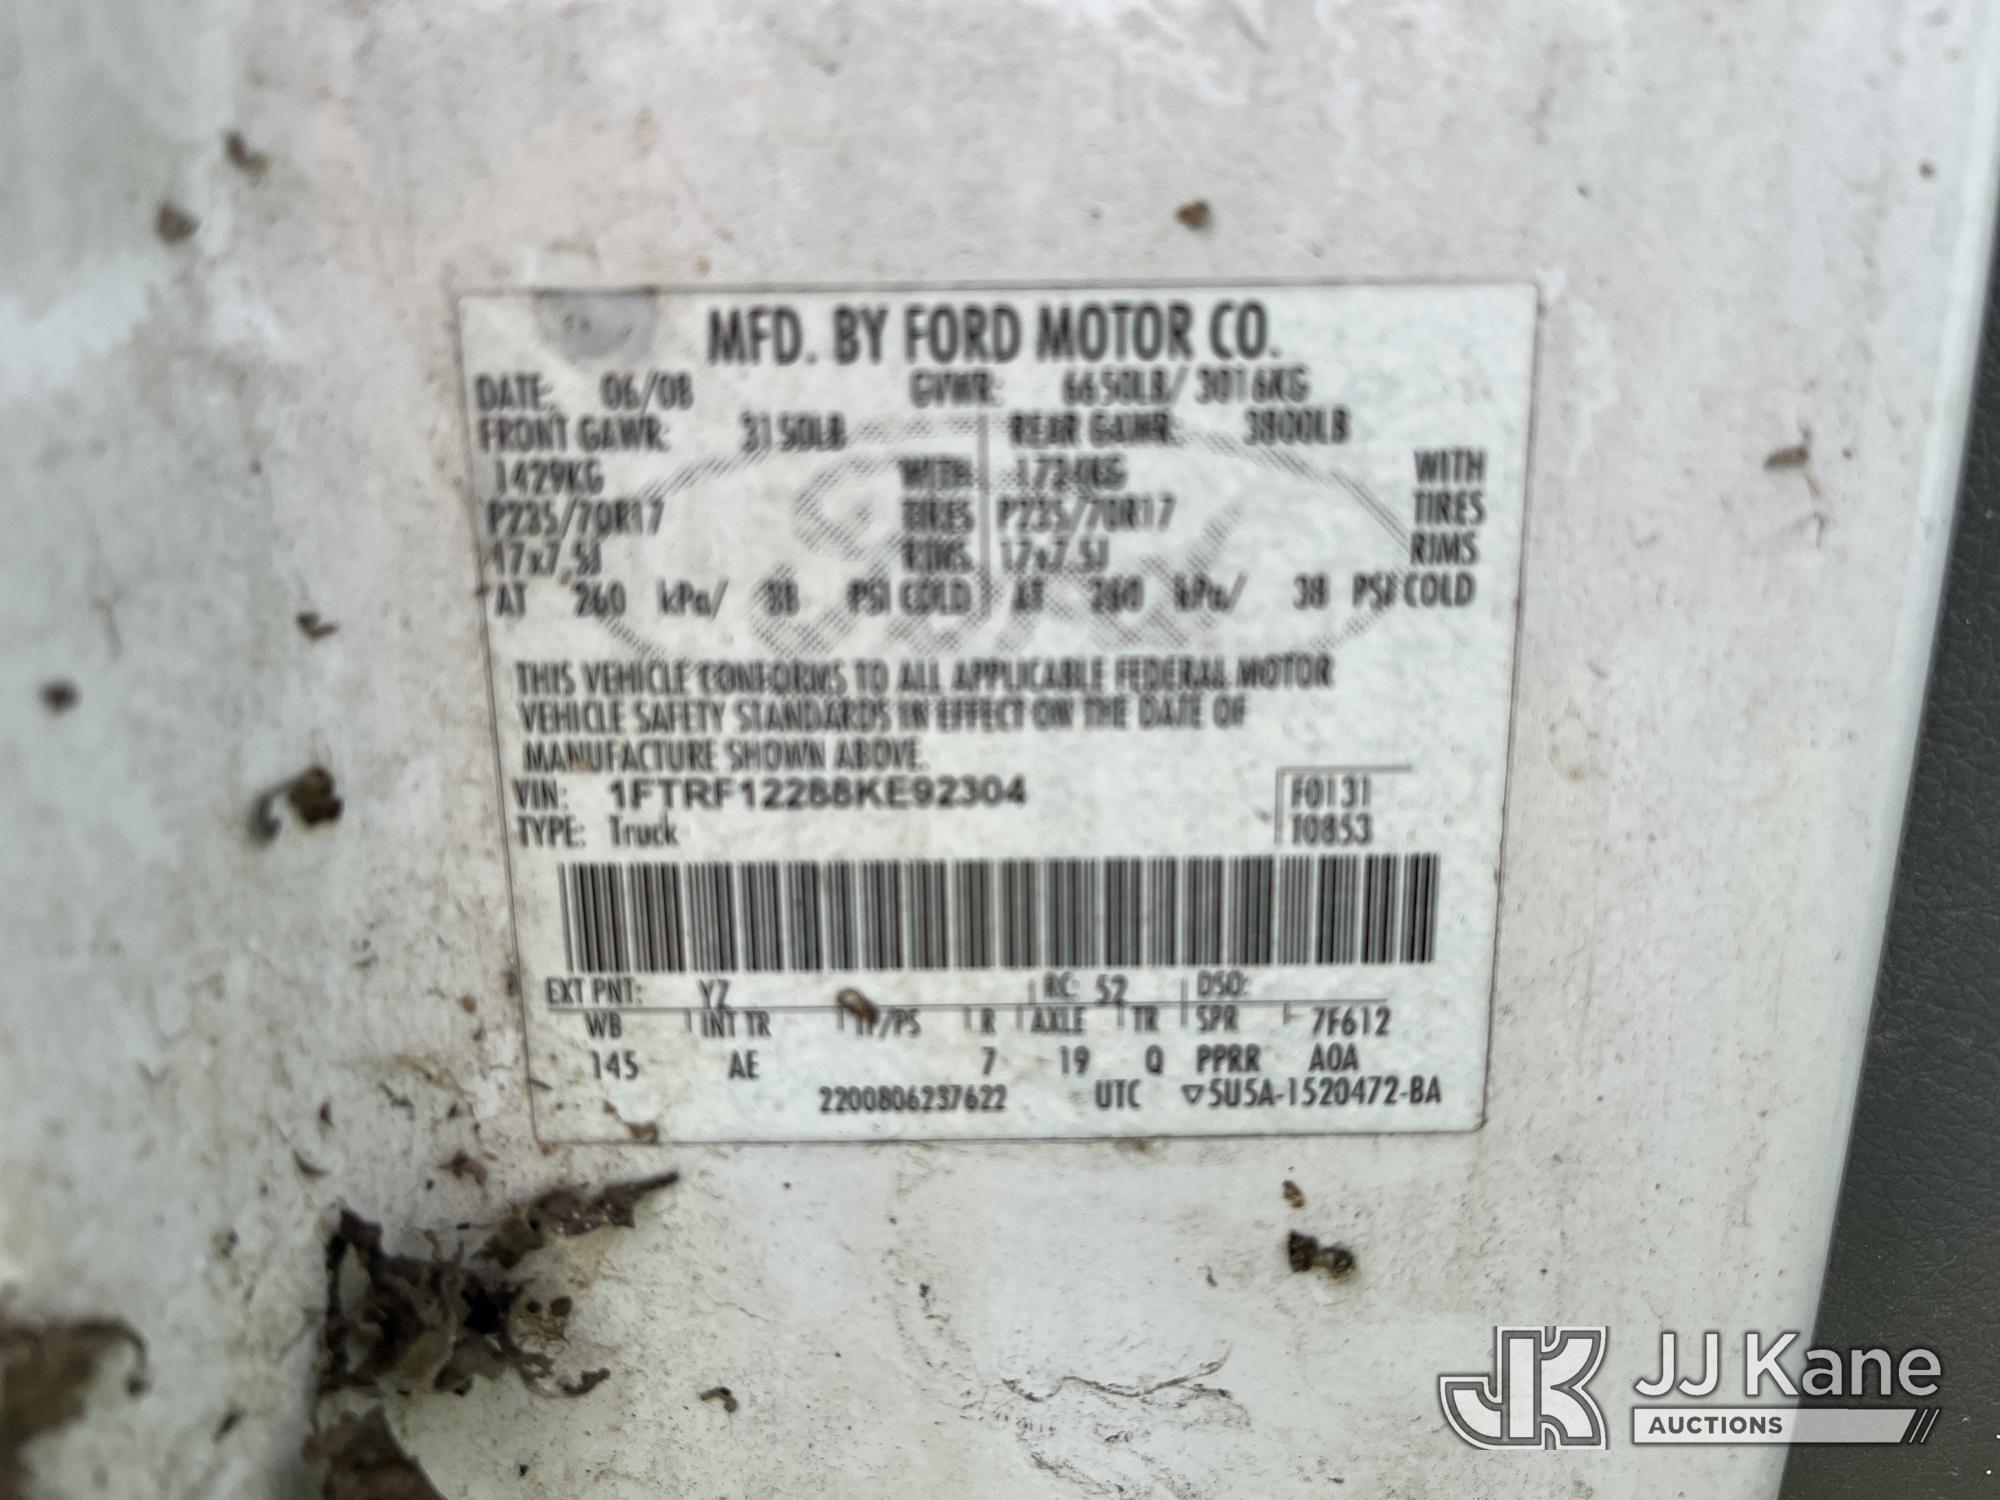 MFD. BY FORD MOTOR CO.
DATE: 06/08 GVWR: 6650LB/ 3016KG
FRONT GAWR: 3150LB REAR GAWR: 3800LB
1429KG WITH 1724KG WITH
P235/70R17 TIRES P235/70R17 TIRES
17x7.5J RIMS 17x7.5J RIMS
AT 260 kPa/ 38 PSI COLD AT 260 kPa/ 38 PSI COLD
THIS VEHICLE CONFORMS TO ALL APPLICABLE FEDERAL MOTOR
VEHICLE SAFETY STANDARDS IN EFFECT ON THE DATE OF
MANUFACTURE SHOWN ABOVE.
VIN: 1FTRF12288KE92304 F0131
TYPE: Truck T0853
EXT PNT: YZ RC: 52 DSO:
WB INT TR TP/PS R AXLE TR SPR 7F612
145 AE 7 19 Q PPRR AOA
2200806237622 UTC ▽5U5A-1520472-BA
JK JJ Kane
AUCTIONS